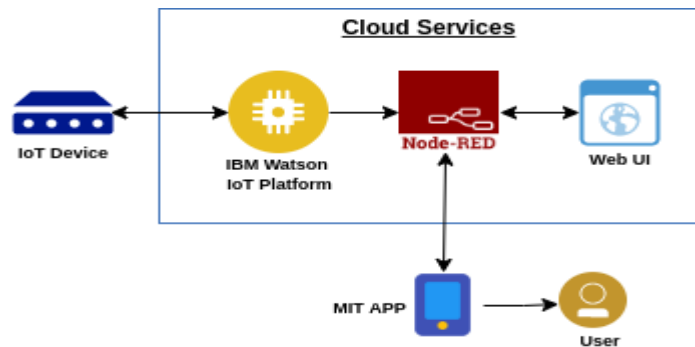 Cloud Services
IoT Device
IBM Watson
IoT Platform
Node-RED
Web UI
MIT APP
User